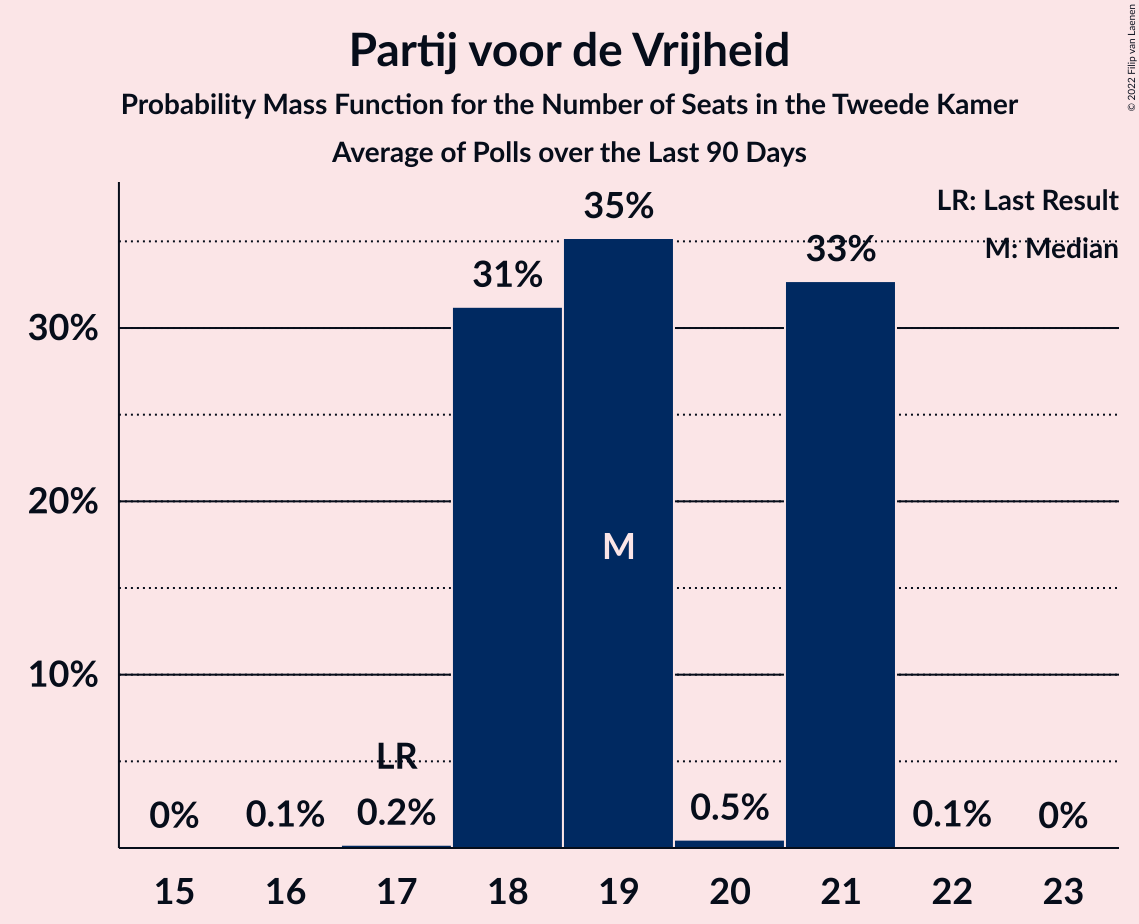 Partij voor de Vrijheid
Probability Mass Function for the Number of Seats in the Tweede Kamer
Average of Polls over the Last 90 Days
© 2022 Filip van Laenen
LR: Last Result
M: Median
35%
33%
31%
30%
20%
M
10%
LR
0% 0.1% 0.2% 0.5% 0.1% 0%
15 16 17 18 19 20 21 22 23